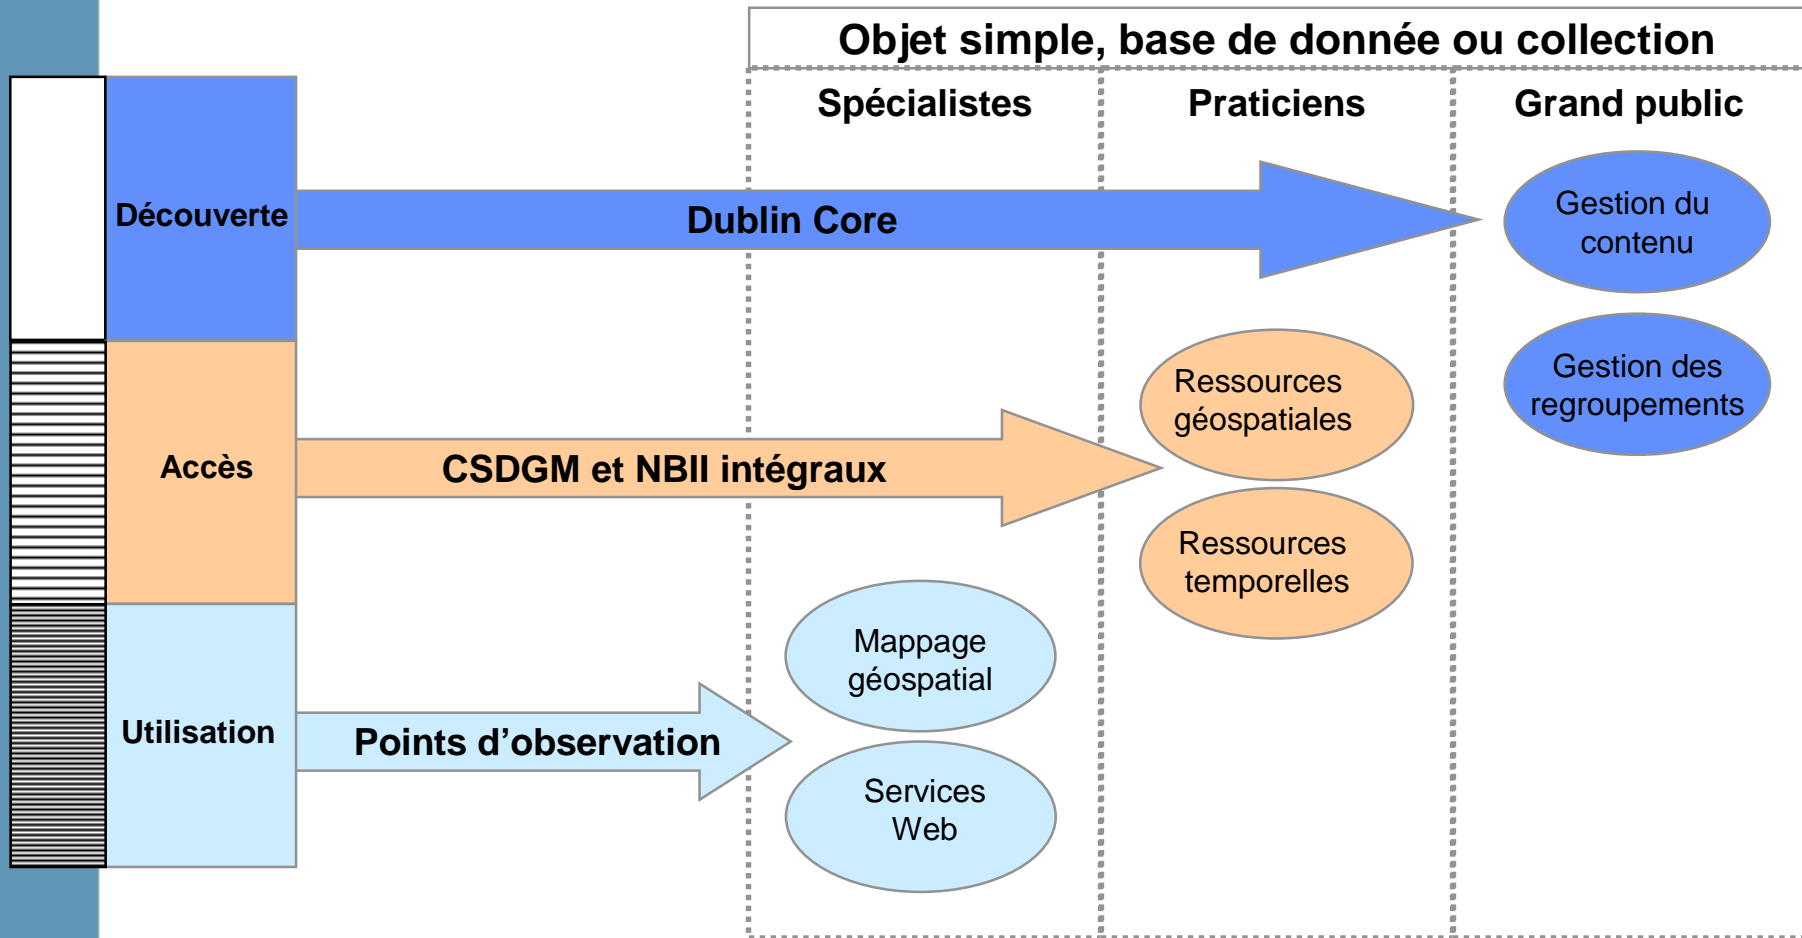 Objet simple, base de donnée ou collection
Spécialistes
Praticiens
Grand public
Découverte
Dublin Core
Gestion du
contenu
Gestion des
regroupements
Accès
CSDGM et NBII intégraux
Ressources
géospatiales
Ressources
temporelles
Utilisation
Points d’observation
Mappage
géospatial
Services
Web